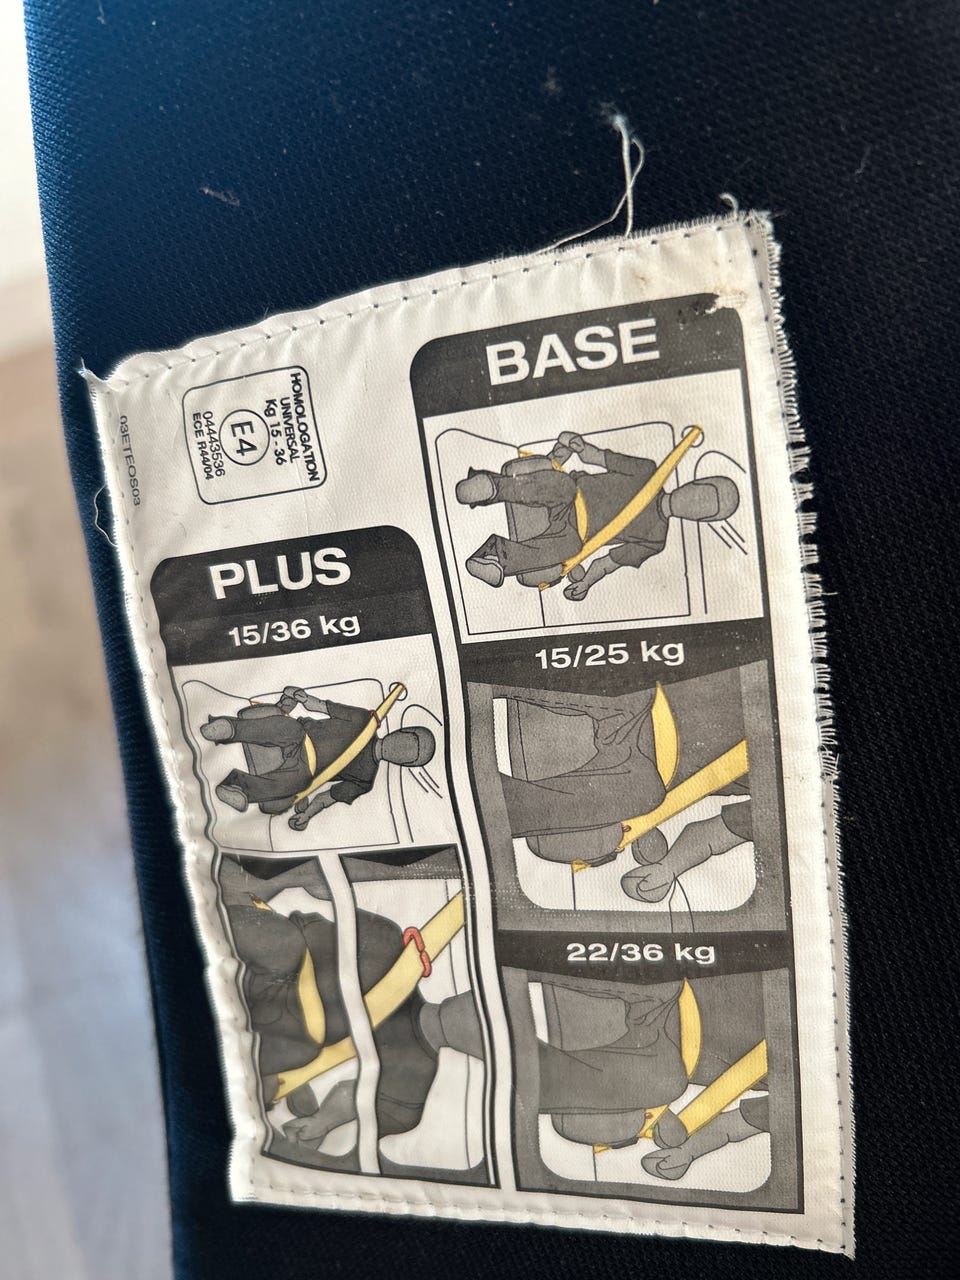 BASE
15/25 kg
22/36 kg
PLUS
15/36 kg
HOMOLOGATION
UNIVERSAL
Kg 15 - 36
E4
04443536
ECE R44/04
03ETEOS03